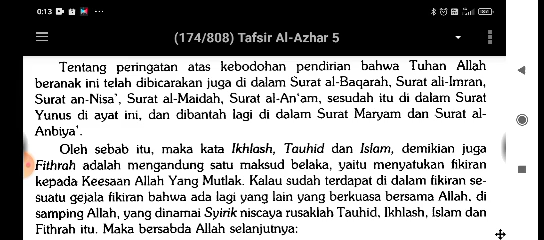 0:13
(174/808) Tafsir Al-Azhar 5
Tentang peringatan atas kebodohan pendirian bahwa Tuhan Allah
beranak ini telah dibicarakan juga di dalam Surat al-Baqarah, Surat ali-Imran,
Surat an-Nisa', Surat al-Maidah, Surat al-An'am, sesudah itu di dalam Surat
Yunus di ayat ini, dan dibantah lagi di dalam Surat Maryam dan Surat al-
Anbiya'.
Oleh sebab itu, maka kata Ikhlash, Tauhid dan Islam, demikian juga
Fithrah adalah mengandung satu maksud belaka, yaitu menyatukan fikiran
kepada Keesaan Allah Yang Mutlak. Kalau sudah terdapat di dalam fikiran se-
suatu gejala fikiran bahwa ada lagi yang lain yang berkuasa bersama Allah, di
samping Allah, yang dinamai Syirik niscaya rusaklah Tauhid, Ikhlash, Islam dan
Fithrah itu. Maka bersabda Allah selanjutnya: